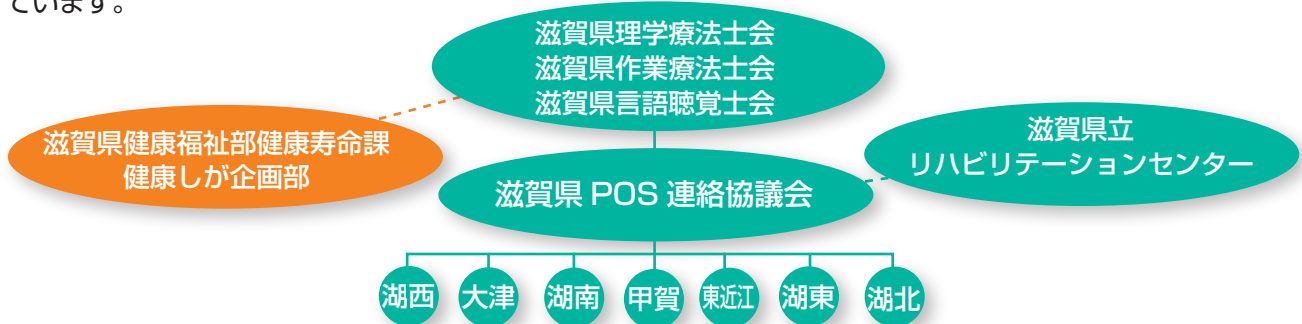 ています。
滋賀県理学療法士会
滋賀県作業療法士会
滋賀県言語聴覚士会
滋賀県健康福祉部健康寿命課
健康しが企画部
滋賀県立
リハビリテーションセンター
滋賀県 POS 連絡協議会
湖西
大津
湖南
甲賀
東近江
湖東
湖北